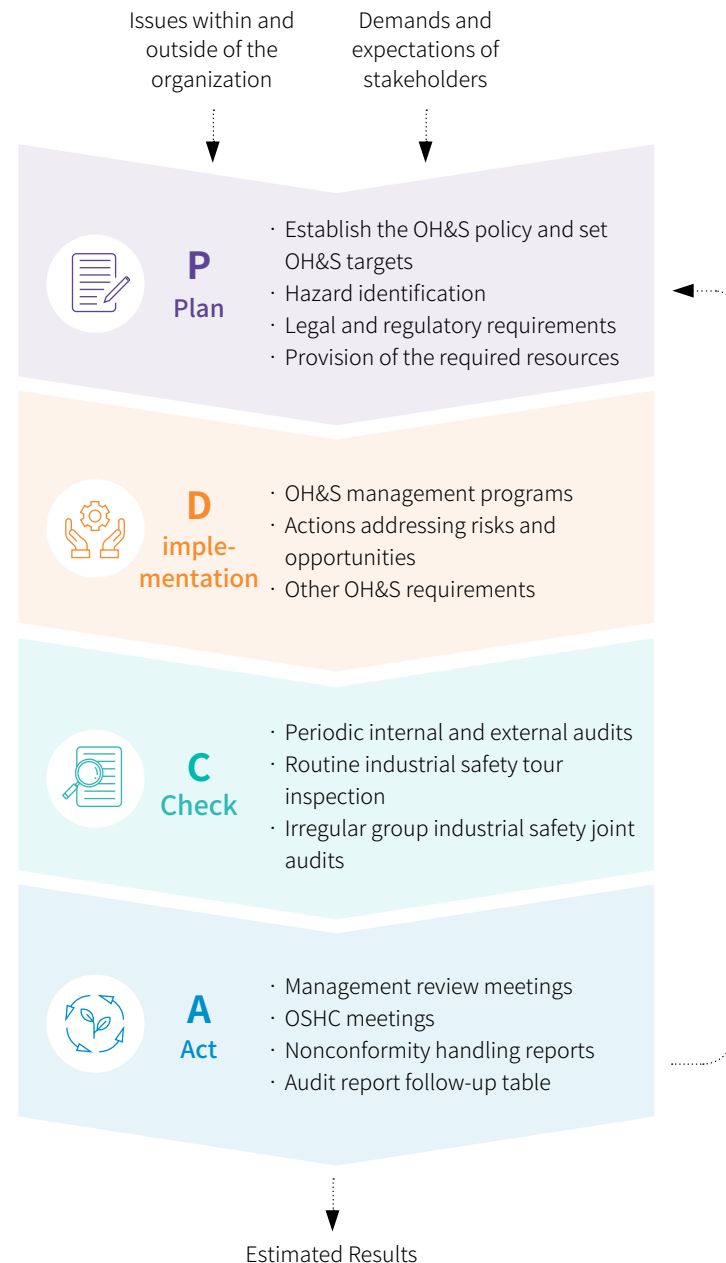 Issues within and
outside of the
organization
Demands and
expectations of
stakeholders
P
Plan
· Establish the OH&S policy and set
OH&S targets
· Hazard identification
· Legal and regulatory requirements
· Provision of the required resources
D
imple-
mentation
· OH&S management programs
· Actions addressing risks and
opportunities
· Other OH&S requirements
C
Check
· Periodic internal and external audits
· Routine industrial safety tour
inspection
· Irregular group industrial safety joint
audits
A
Act
· Management review meetings
· OSHC meetings
· Nonconformity handling reports
· Audit report follow-up table
Estimated Results